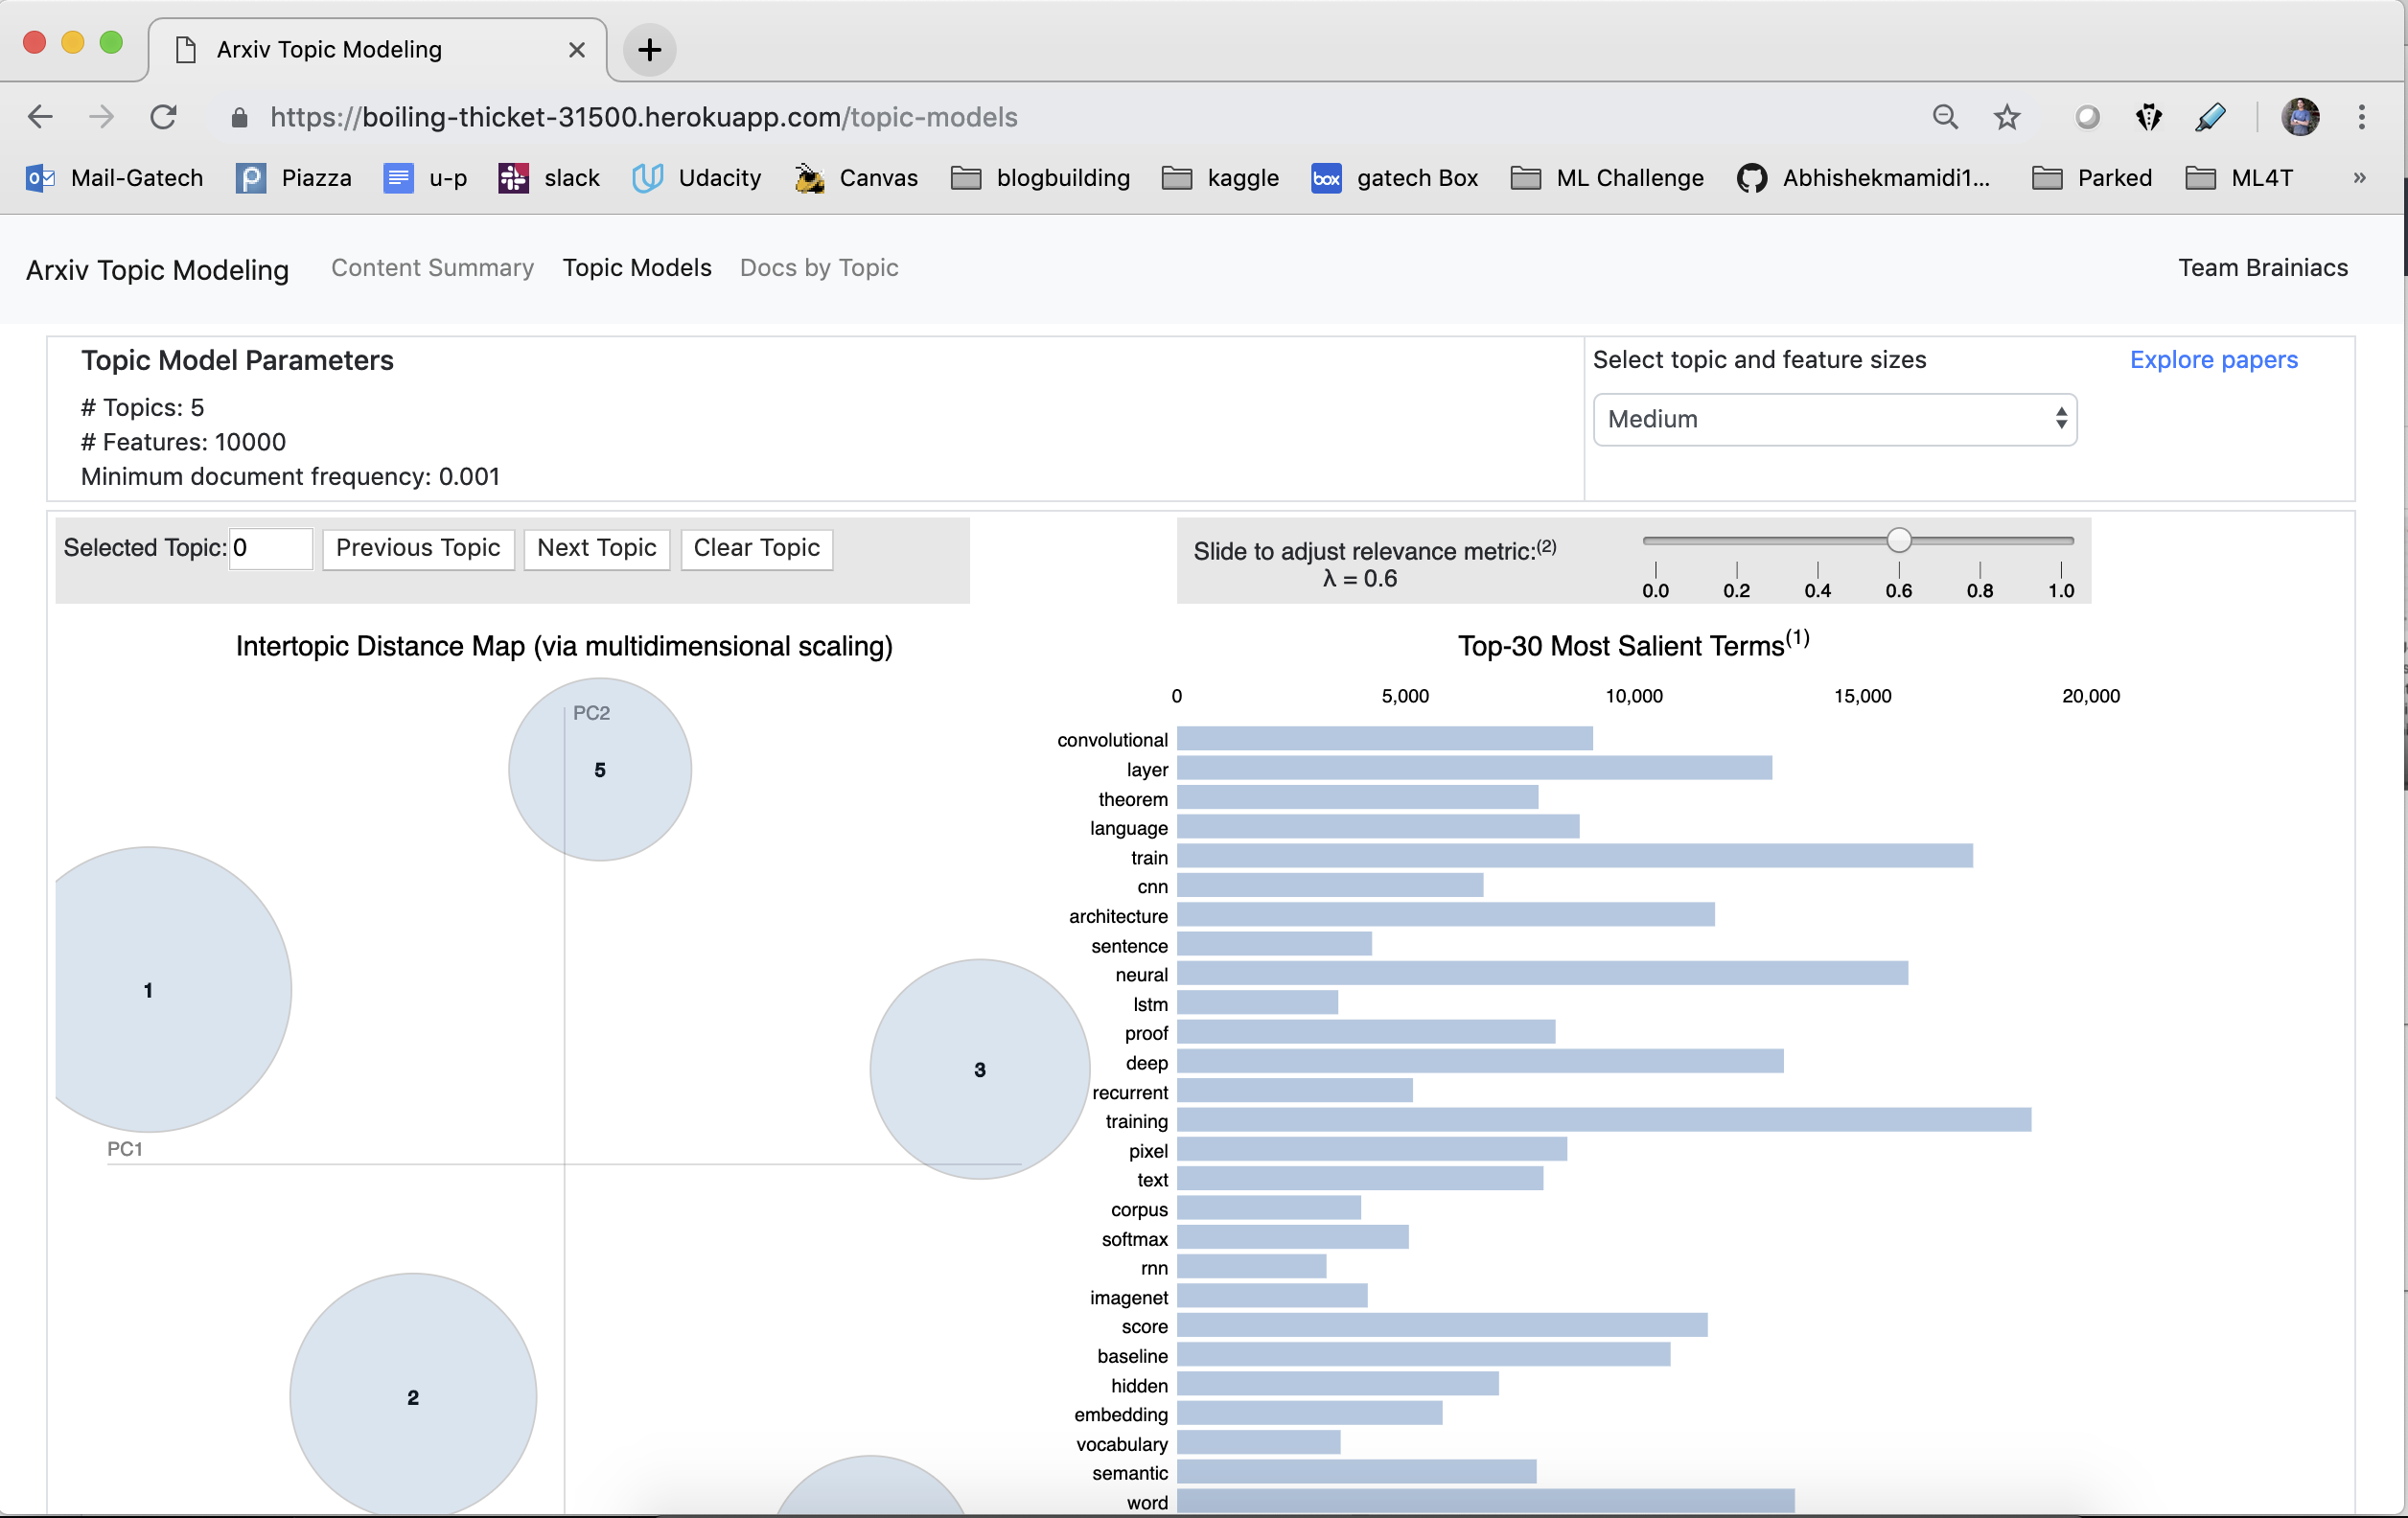 Arxiv Topic Modeling
https://boiling-thicket-31500.herokuapp.com/topic-models
Mail-Gatech Piazza u-p slack Udacity Canvas blogbuilding kaggle box gatech Box ML Challenge Abhishekmamidi1... Parked ML4T »
Arxiv Topic Modeling Content Summary Topic Models Docs by Topic Team Brainiacs
Topic Model Parameters
# Topics: 5
# Features: 10000
Minimum document frequency: 0.001
Select topic and feature sizes Explore papers
Medium
Selected Topic: 0 Previous Topic Next Topic Clear Topic
Slide to adjust relevance metric:(2)
λ = 0.6
0.0 0.2 0.4 0.6 0.8 1.0
Intertopic Distance Map (via multidimensional scaling)
PC2
5
1
3
PC1
2
Top-30 Most Salient Terms(1)
0 5,000 10,000 15,000 20,000
convolutional
layer
theorem
language
train
cnn
architecture
sentence
neural
lstm
proof
deep
recurrent
training
pixel
text
corpus
softmax
rnn
imagenet
score
baseline
hidden
embedding
vocabulary
semantic
word